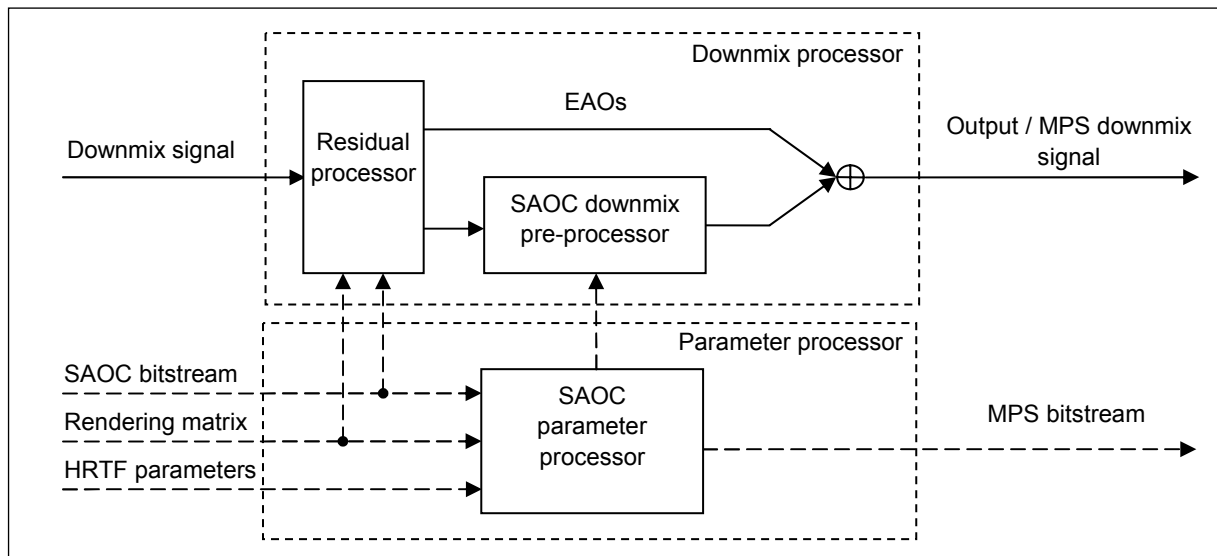 Downmix processor
EAOs
Downmix signal
Residual
processor
Output / MPS downmix
signal
SAOC downmix
pre-processor
Parameter processor
SAOC bitstream
Rendering matrix
HRTF parameters
SAOC
parameter
processor
MPS bitstream